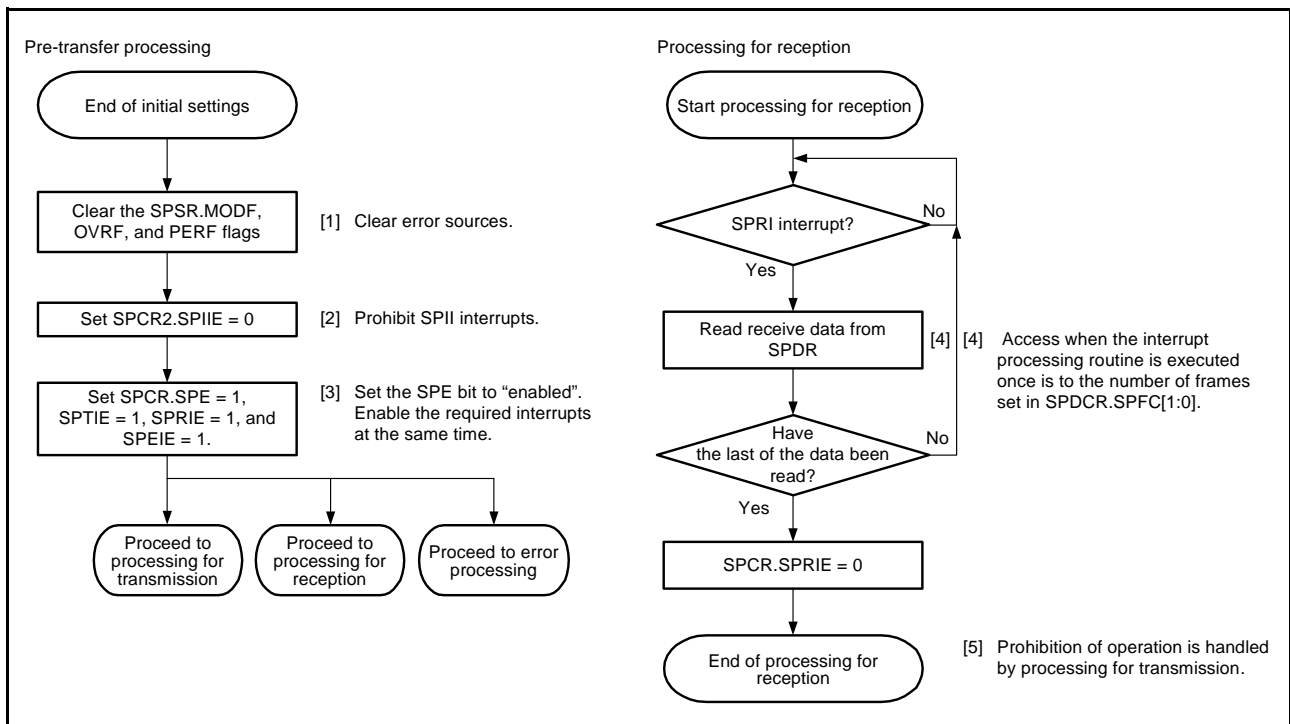 Pre-transfer processing
End of initial settings
Clear the SPSR.MODF,
OVRF, and PERF flags
[1] Clear error sources.
Set SPCR2.SPIIE = 0
[2] Prohibit SPII interrupts.
Set SPCR.SPE = 1,
SPTIE = 1, SPRIE = 1, and
SPEIE = 1.
[3] Set the SPE bit to “enabled”.
Enable the required interrupts
at the same time.
Proceed to
processing for
transmission
Proceed to
processing for
reception
Proceed to error
processing
Processing for reception
Start processing for reception
SPRI interrupt?
No
Yes
Read receive data from
SPDR
[4]
[4] Access when the interrupt
processing routine is executed
once is to the number of frames
set in SPDCR.SPFC[1:0].
Have
the last of the data been
read?
No
Yes
SPCR.SPRIE = 0
End of processing for
reception
[5] Prohibition of operation is handled
by processing for transmission.